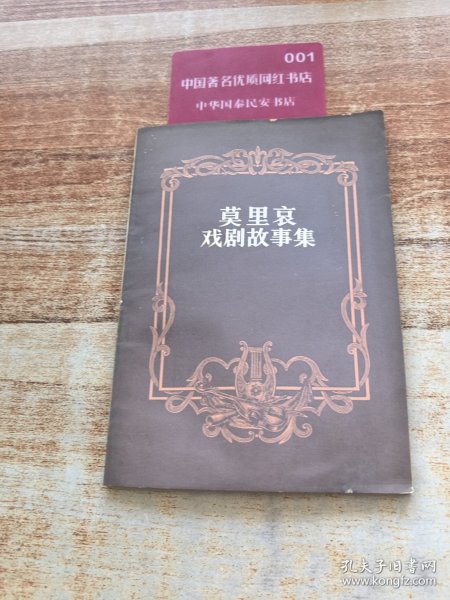 001
中国著名优质网红书店
中华国泰民安书店
莫里哀
戏剧故事集
孔夫子旧书网
www.kongfz.com